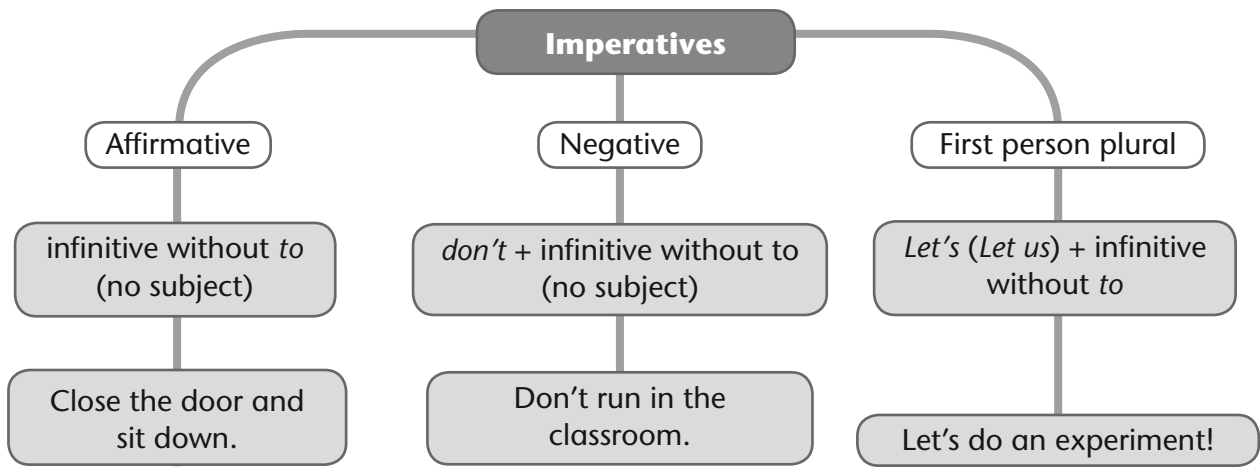 Imperatives
Affirmative
Negative
First person plural
infinitive without to
(no subject)
don't + infinitive without to
(no subject)
Let's (Let us) + infinitive
without to
Close the door and
sit down.
Don't run in the
classroom.
Let's do an experiment!